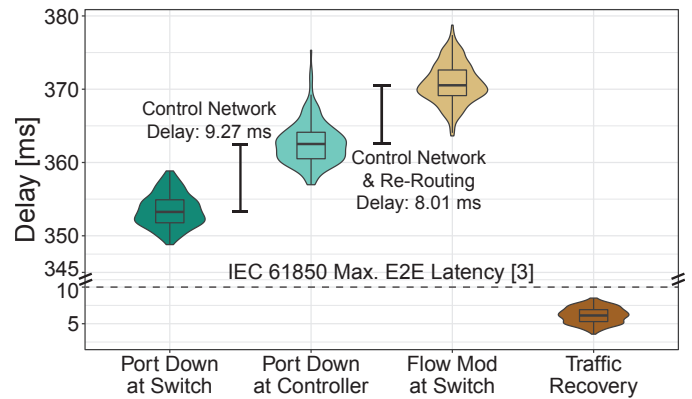 Delay [ms]
380
370
360
350
345
10
5
Control Network
Delay: 9.27 ms
Control Network
& Re-Routing
Delay: 8.01 ms
IEC 61850 Max. E2E Latency [3]
Port Down
at Switch
Port Down
at Controller
Flow Mod
at Switch
Traffic
Recovery